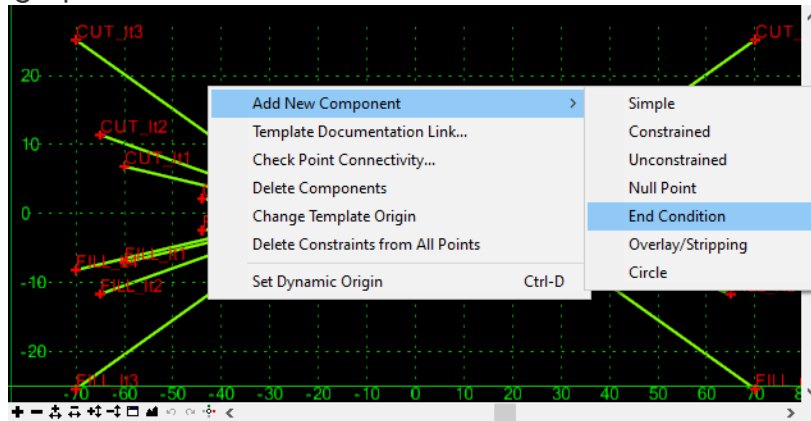 CUT_lt3
CUT_
20
Add New Component
Simple
CUT_lt2
Template Documentation Link...
Constrained
10
CUT_lt1
Check Point Connectivity...
Unconstrained
Delete Components
Null Point
0
Change Template Origin
End Condition
Delete Constraints from All Points
Overlay/Stripping
FILL_lt1
Circle
-10
FILL_lt2
Set Dynamic Origin Ctrl-D
-20
FILL_lt3
FILL_
-70 -60 -50 -40 -30 -20 -10 0 10 20 30 40 50 60 70 8